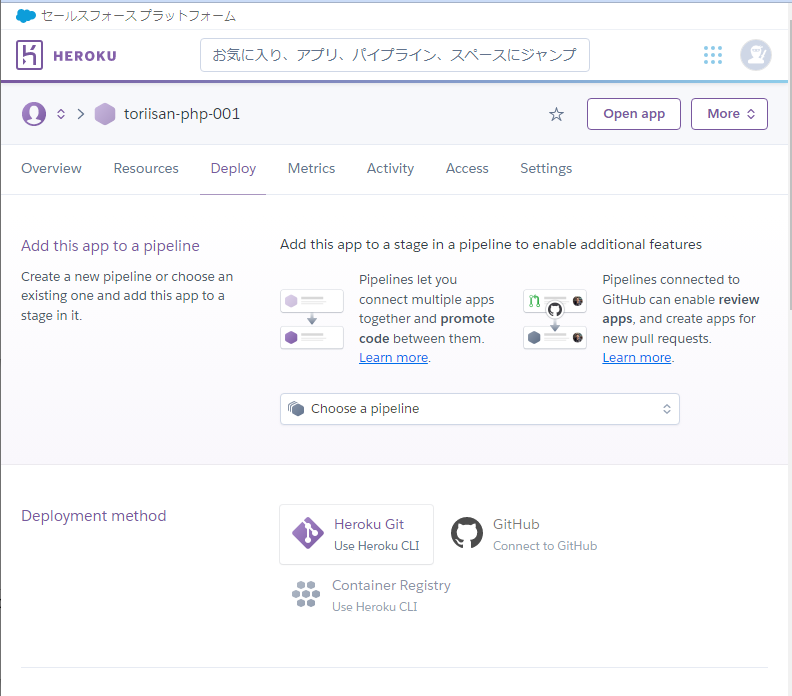 セールスフォース プラットフォーム
HEROKU
お気に入り、アプリ、パイプライン、スペースにジャンプ
toriisan-php-001
Open app
More
Overview
Resources
Deploy
Metrics
Activity
Access
Settings
Add this app to a pipeline
Create a new pipeline or choose an
existing one and add this app to a
stage in it.
Add this app to a stage in a pipeline to enable additional features
Pipelines let you
connect multiple apps
together and promote
code between them.
Learn more.
Pipelines connected to
GitHub can enable review
apps, and create apps for
new pull requests.
Learn more.
Choose a pipeline
Deployment method
Heroku Git
Use Heroku CLI
GitHub
Connect to GitHub
Container Registry
Use Heroku CLI